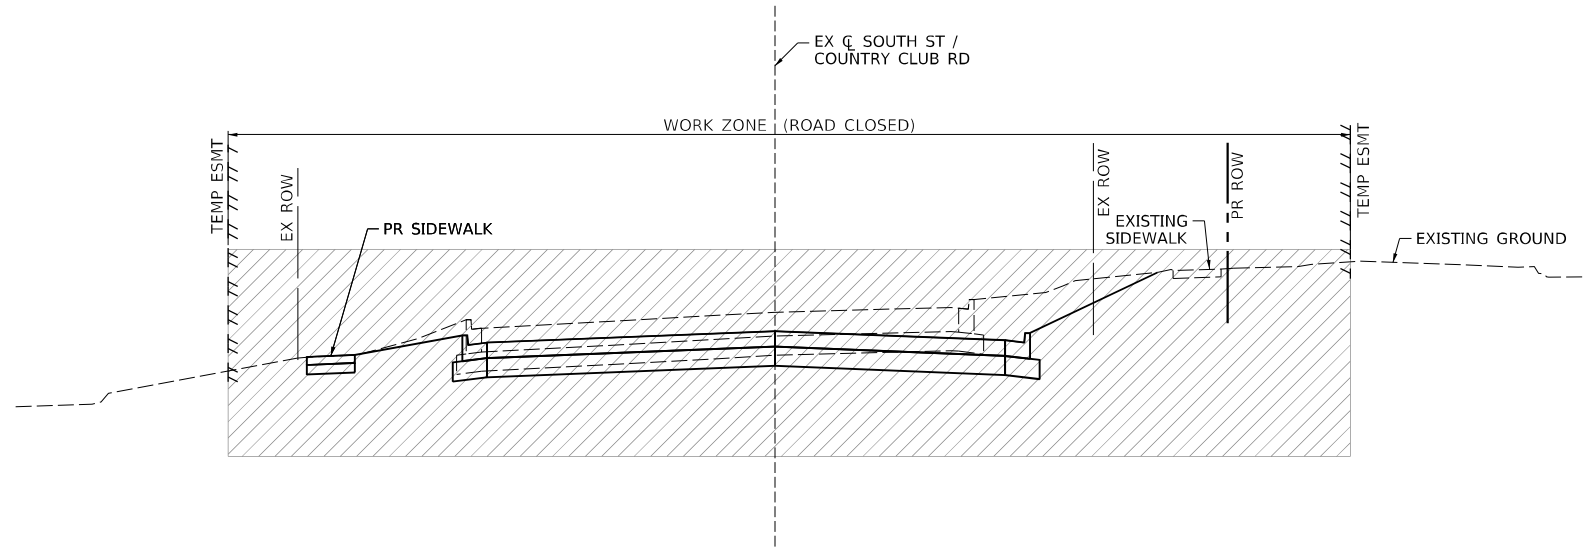 EX ℄ SOUTH ST /
COUNTRY CLUB RD
WORK ZONE (ROAD CLOSED)
TEMP ESMT
EX ROW
PR SIDEWALK
EX ROW
EXISTING
SIDEWALK
PR ROW
TEMP ESMT
EXISTING GROUND